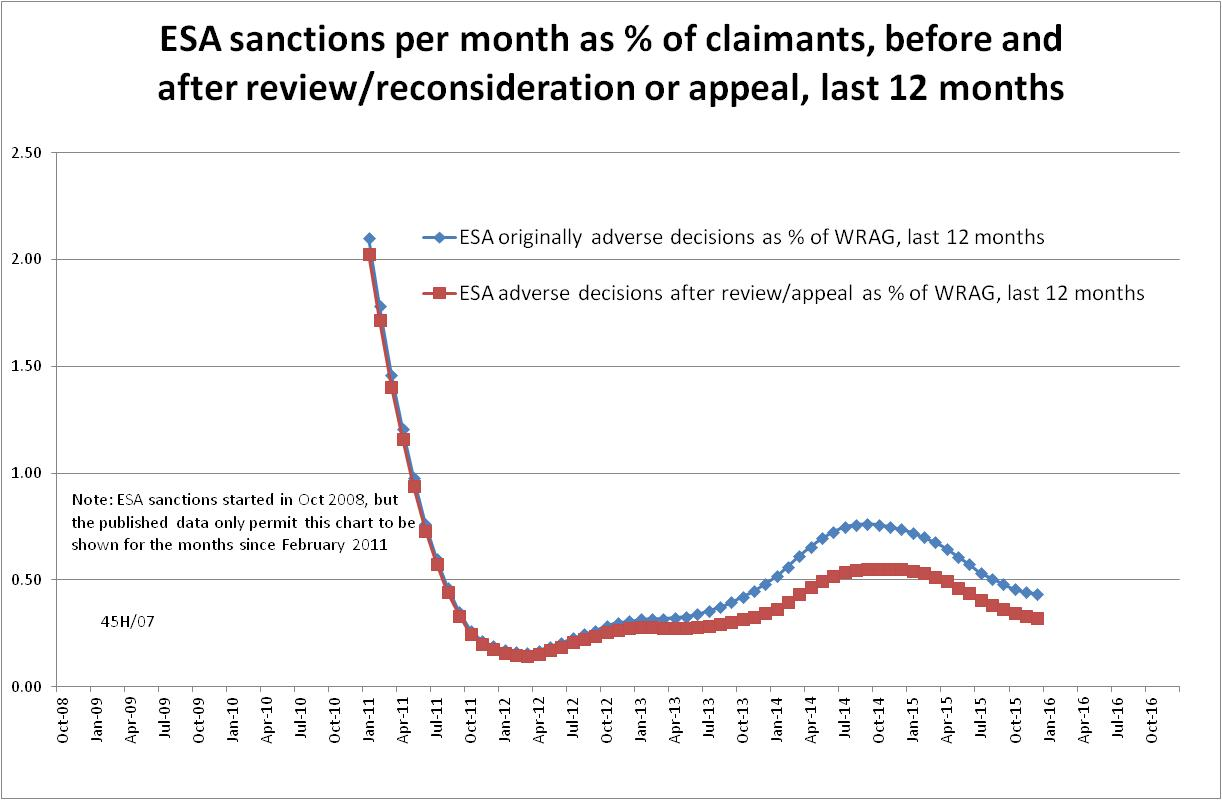 ESA sanctions per month as % of claimants, before and
after review/reconsideration or appeal, last 12 months
2.50
2.00
1.50
1.00
0.50
0.00
ESA originally adverse decisions as % of WRAG, last 12 months
ESA adverse decisions after review/appeal as % of WRAG, last 12 months
Note: ESA sanctions started in Oct 2008, but
the published data only permit this chart to be
shown for the months since February 2011
45H/07
Oct-08
Jan-09
Apr-09
Jul-09
Oct-09
Jan-10
Apr-10
Jul-10
Oct-10
Jan-11
Apr-11
Jul-11
Oct-11
Jan-12
Apr-12
Jul-12
Oct-12
Jan-13
Apr-13
Jul-13
Oct-13
Jan-14
Apr-14
Jul-14
Oct-14
Jan-15
Apr-15
Jul-15
Oct-15
Jan-16
Apr-16
Jul-16
Oct-16